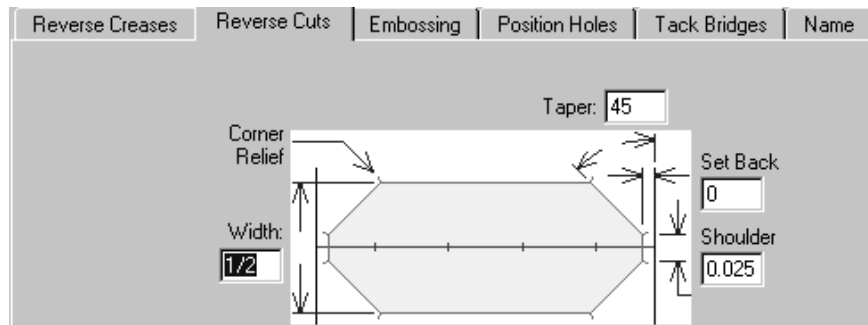 Reverse Creases Reverse Cuts Embossing Position Holes Tack Bridges Name
Taper: 45
Corner
Relief
Set Back
0
Width:
1/2
Shoulder
0.025